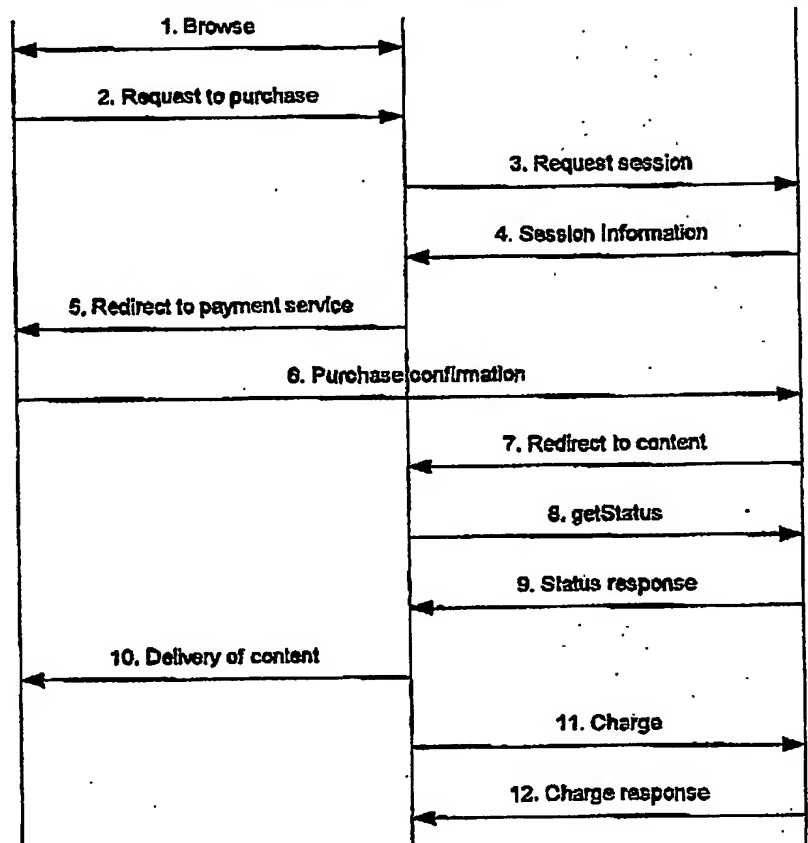 1. Browse
2. Request to purchase
3. Request session
4. Session Information
5. Redirect to payment service
6. Purchase confirmation
7. Redirect to content
8. getStatus
9. Status response
10. Delivery of content
11. Charge
12. Charge response